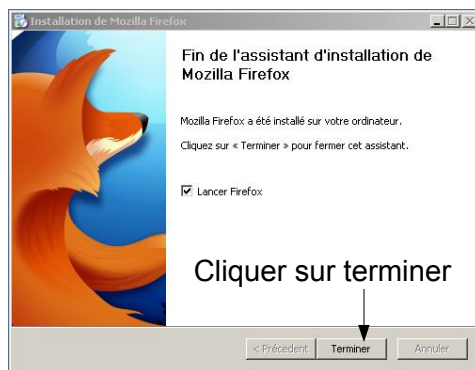 Installation de Mozilla Firefox
Fin de l'assistant d'installation de
Mozilla Firefox
Mozilla Firefox a été installé sur votre ordinateur.
Cliquez sur « Terminer » pour fermer cet assistant.
Lancer Firefox
Cliquer sur terminer
< Précédent Terminer Annuler